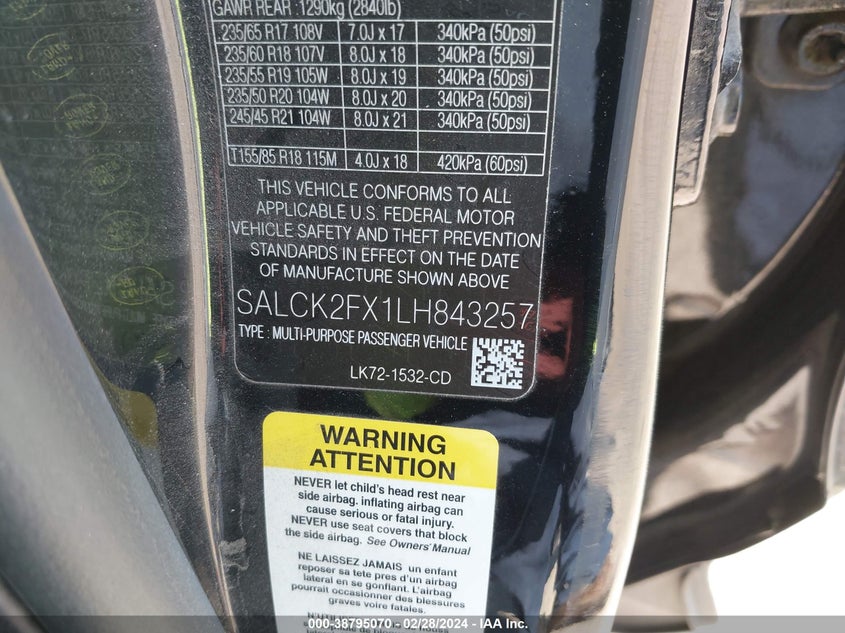 GAWR REAR : 1290kg (2840lb)
235/65 R17 108V 7.0J x 17 340kPa (50psi)
235/60 R18 107V 8.0J x 18 340kPa (50psi)
235/55 R19 105W 8.0J x 19 340kPa (50psi)
235/50 R20 104W 8.0J x 20 340kPa (50psi)
245/45 R21 104W 8.0J x 21 340kPa (50psi)
T155/85 R18 115M 4.0J x 18 420kPa (60psi)
THIS VEHICLE CONFORMS TO ALL
APPLICABLE U.S. FEDERAL MOTOR
VEHICLE SAFETY AND THEFT PREVENTION
STANDARDS IN EFFECT ON THE DATE
OF MANUFACTURE SHOWN ABOVE
SALCK2FX1LH843257
TYPE : MULTI-PURPOSE PASSENGER VEHICLE
LK72-1532-CD
WARNING
ATTENTION
NEVER let child's head rest near
side airbag. inflating airbag can
cause serious or fatal injury.
NEVER use seat covers that block
the side airbag. See Owners' Manual
NE LAISSEZ JAMAIS un enfant
reposer sa tete pres d'un airbag
lateral en se gonflant. L'airbag
pourrait occasionner des blessures
graves voire fatales.
000-38795070 - 02/28/2024 - IAA Inc.